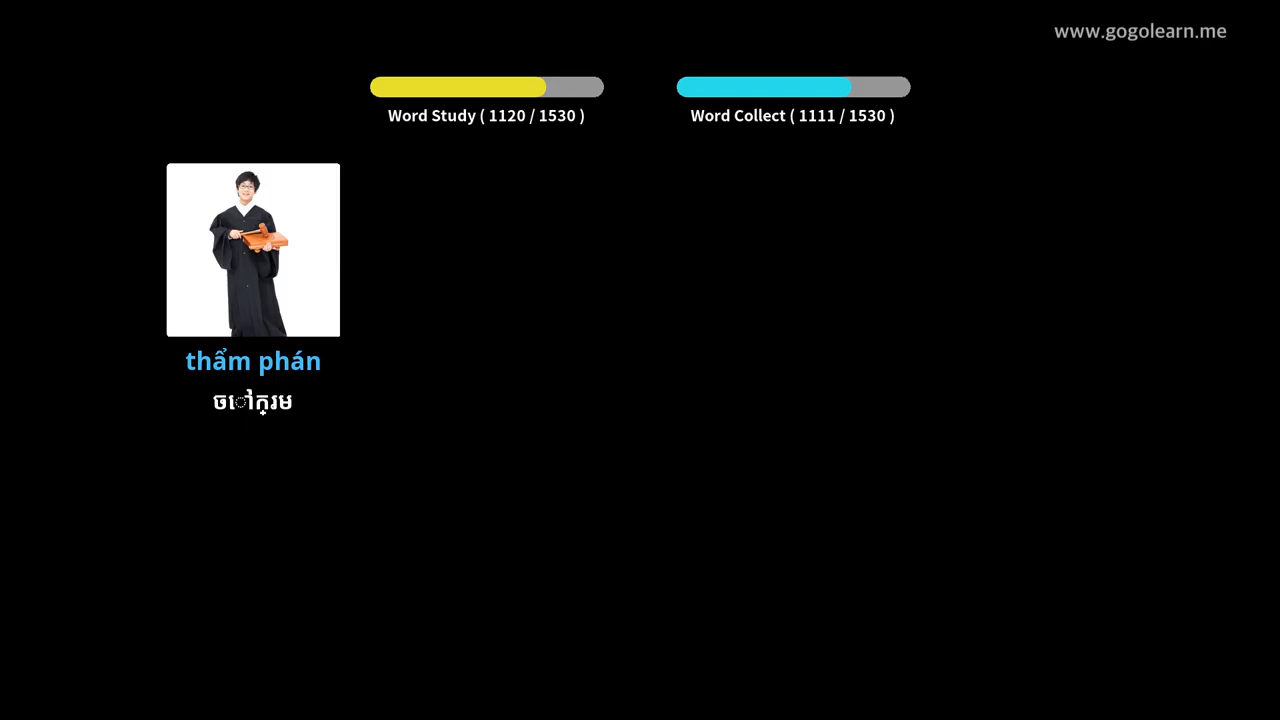 www.gogolearn.me
Word Study ( 1120 / 1530 )
Word Collect ( 1111 / 1530 )
thẩm phán
ចៅក្រម